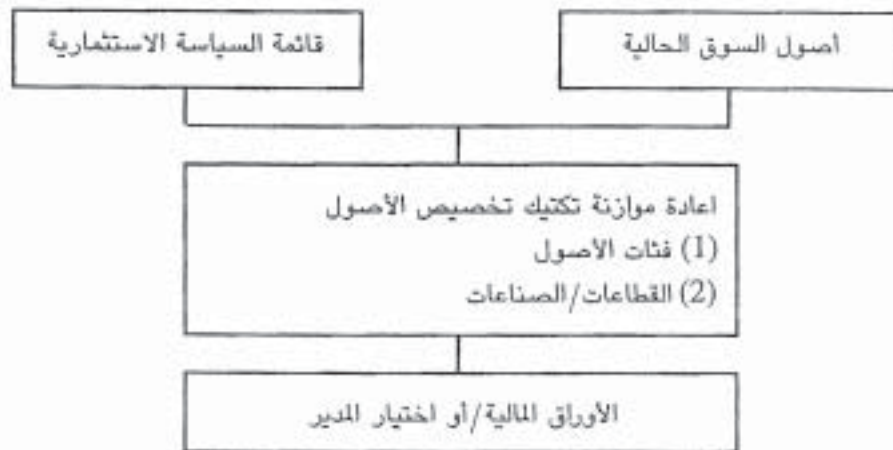 أصول السوق الحالية
قائمة السياسة الاستثمارية
اعادة موازنة تكتيك تخصيص الأصول
(1) فئات الأصول
(2) القطاعات/الصناعات
الأوراق المالية/أو اختيار المدير